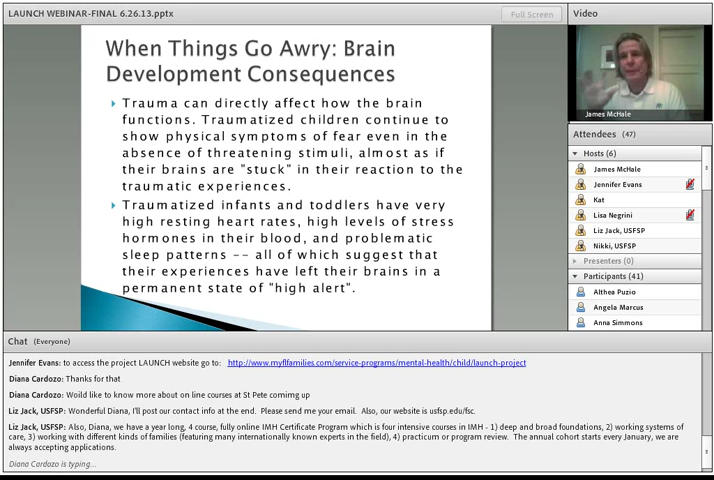 LAUNCH WEBINAR-FINAL 6.26.13.pptx
Full Screen
When Things Go Awry: Brain
Development Consequences
Trauma can directly affect how the brain
functions. Traumatized children continue to
show physical symptoms of fear even in the
absence of threatening stimuli, almost as if
their brains are "stuck" in their reaction to the
traumatic experiences.
Traumatized infants and toddlers have very
high resting heart rates, high levels of stress
hormones in their blood, and problematic
sleep patterns -- all of which suggest that
their experiences have left their brains in a
permanent state of "high alert".
Video
James McHale
Attendees (47)
Hosts (6)
James McHale
Jennifer Evans
Kat
Lisa Negrini
Liz Jack, USFSP
Nikki, USFSP
Presenters (0)
Participants (41)
Althea Puzio
Angela Marcus
Anna Simmons
Chat (Everyone)
Jennifer Evans: to access the project LAUNCH website go to: http://www.myflfamilies.com/service-programs/mental-health/child/launch-project
Diana Cardozo: Thanks for that
Diana Cardozo: Woild like to know more about on line courses at St Pete comimg up
Liz Jack, USFSP: Wonderful Diana, I'll post our contact info at the end. Please send me your email. Also, our website is usfsp.edu/fsc.
Liz Jack, USFSP: Also, Diana, we have a year long, 4 course, fully online IMH Certificate Program which is four intensive courses in IMH - 1) deep and broad foundations, 2) working systems of
care, 3) working with different kinds of families (featuring many internationally known experts in the field), 4) practicum or program review. The annual cohort starts every January, we are
always accepting applications.
Diana Cardozo is typing...